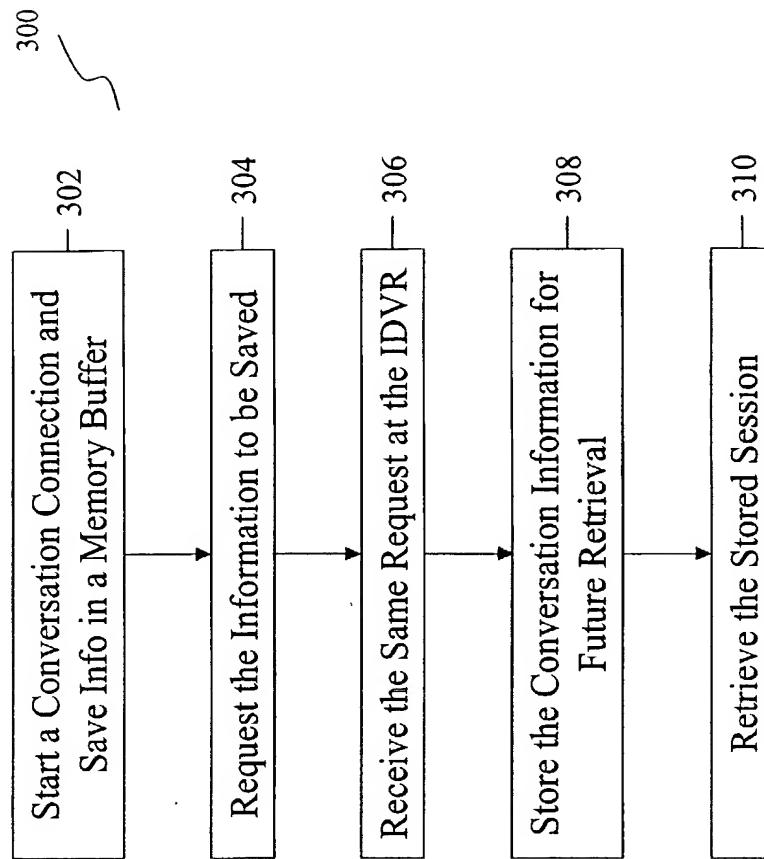 300
Start a Conversation Connection and
Save Info in a Memory Buffer
302
Request the Information to be Saved
304
Receive the Same Request at the IDVR
306
Store the Conversation Information for
Future Retrieval
308
Retrieve the Stored Session
310